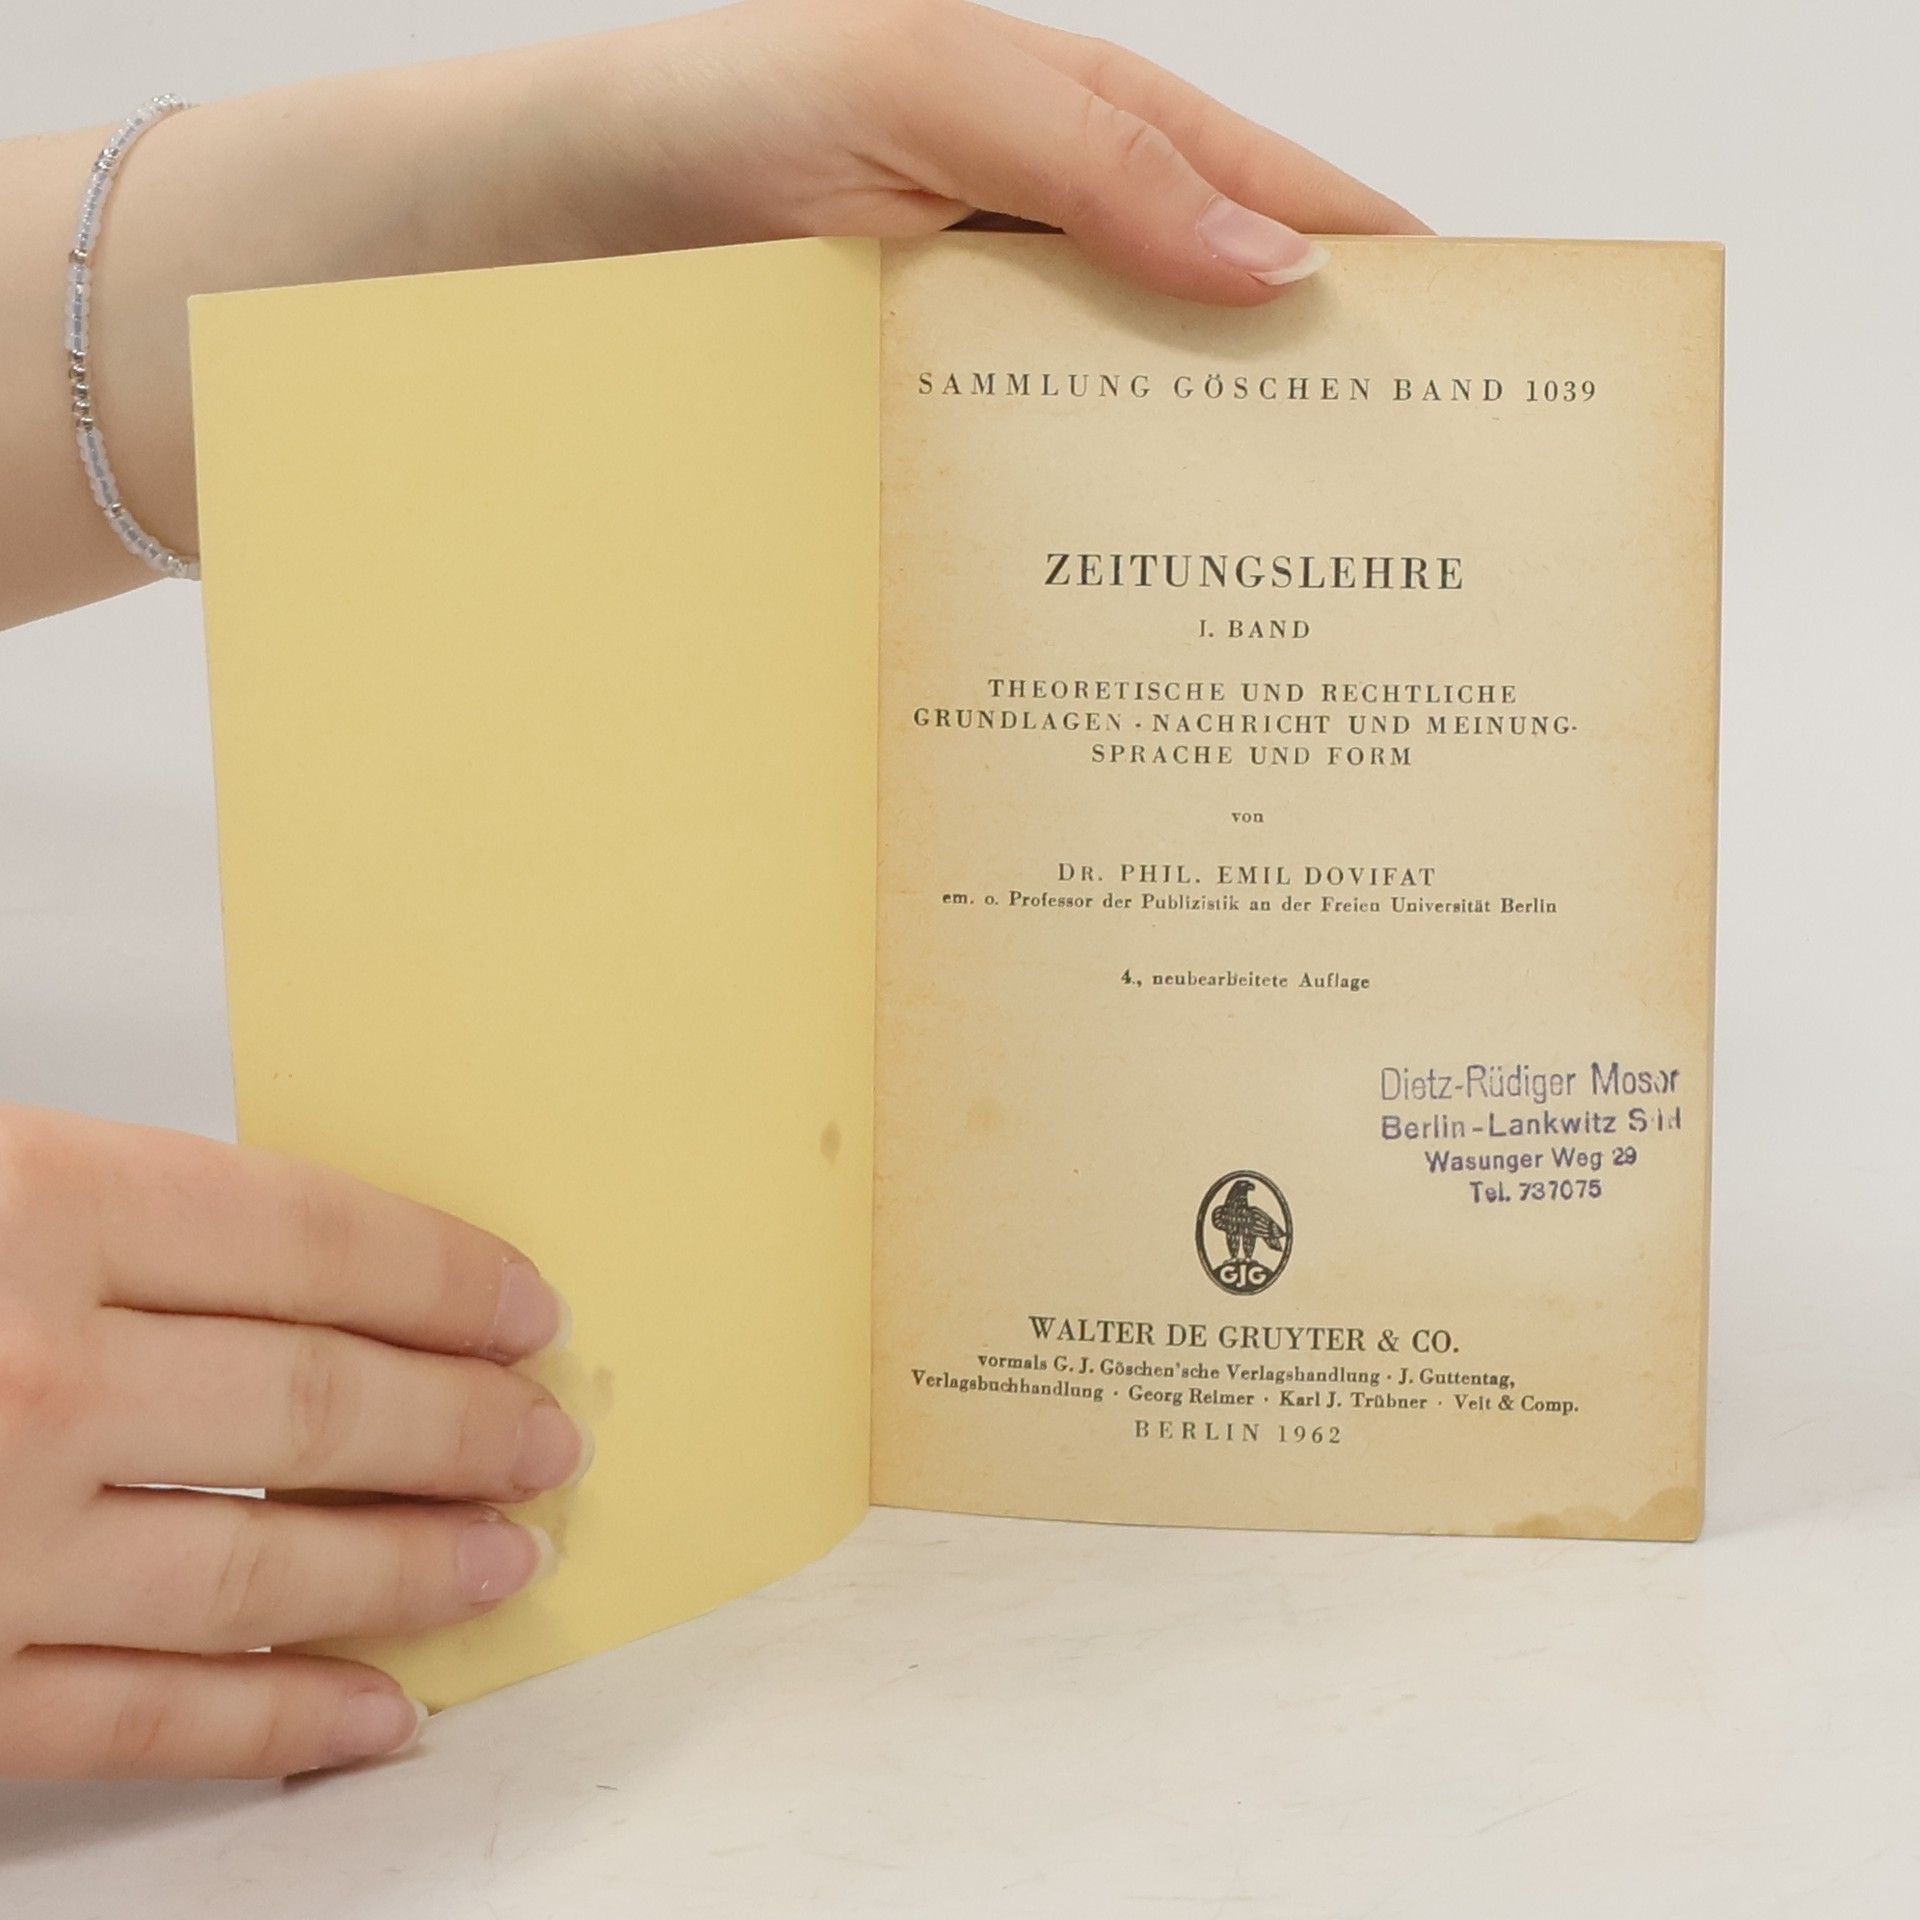 SAMMLUNG GÖSCHEN BAND 1039
ZEITUNGSLEHRE
I. BAND
THEORETISCHE UND RECHTLICHE
GRUNDLAGEN · NACHRICHT UND MEINUNG·
SPRACHE UND FORM
von
DR. PHIL. EMIL DOVIFAT
em. o. Professor der Publizistik an der Freien Universität Berlin
4., neubearbeitete Auflage
Dietz-Rüdiger Moser
Berlin-Lankwitz
Wasunger Weg 29
Tel. 737075
GJG
WALTER DE GRUYTER & CO.
vormals G. J. Göschen'sche Verlagshandlung · J. Guttentag,
Verlagsbuchhandlung · Georg Reimer · Karl J. Trübner · Veit & Comp.
BERLIN 1962